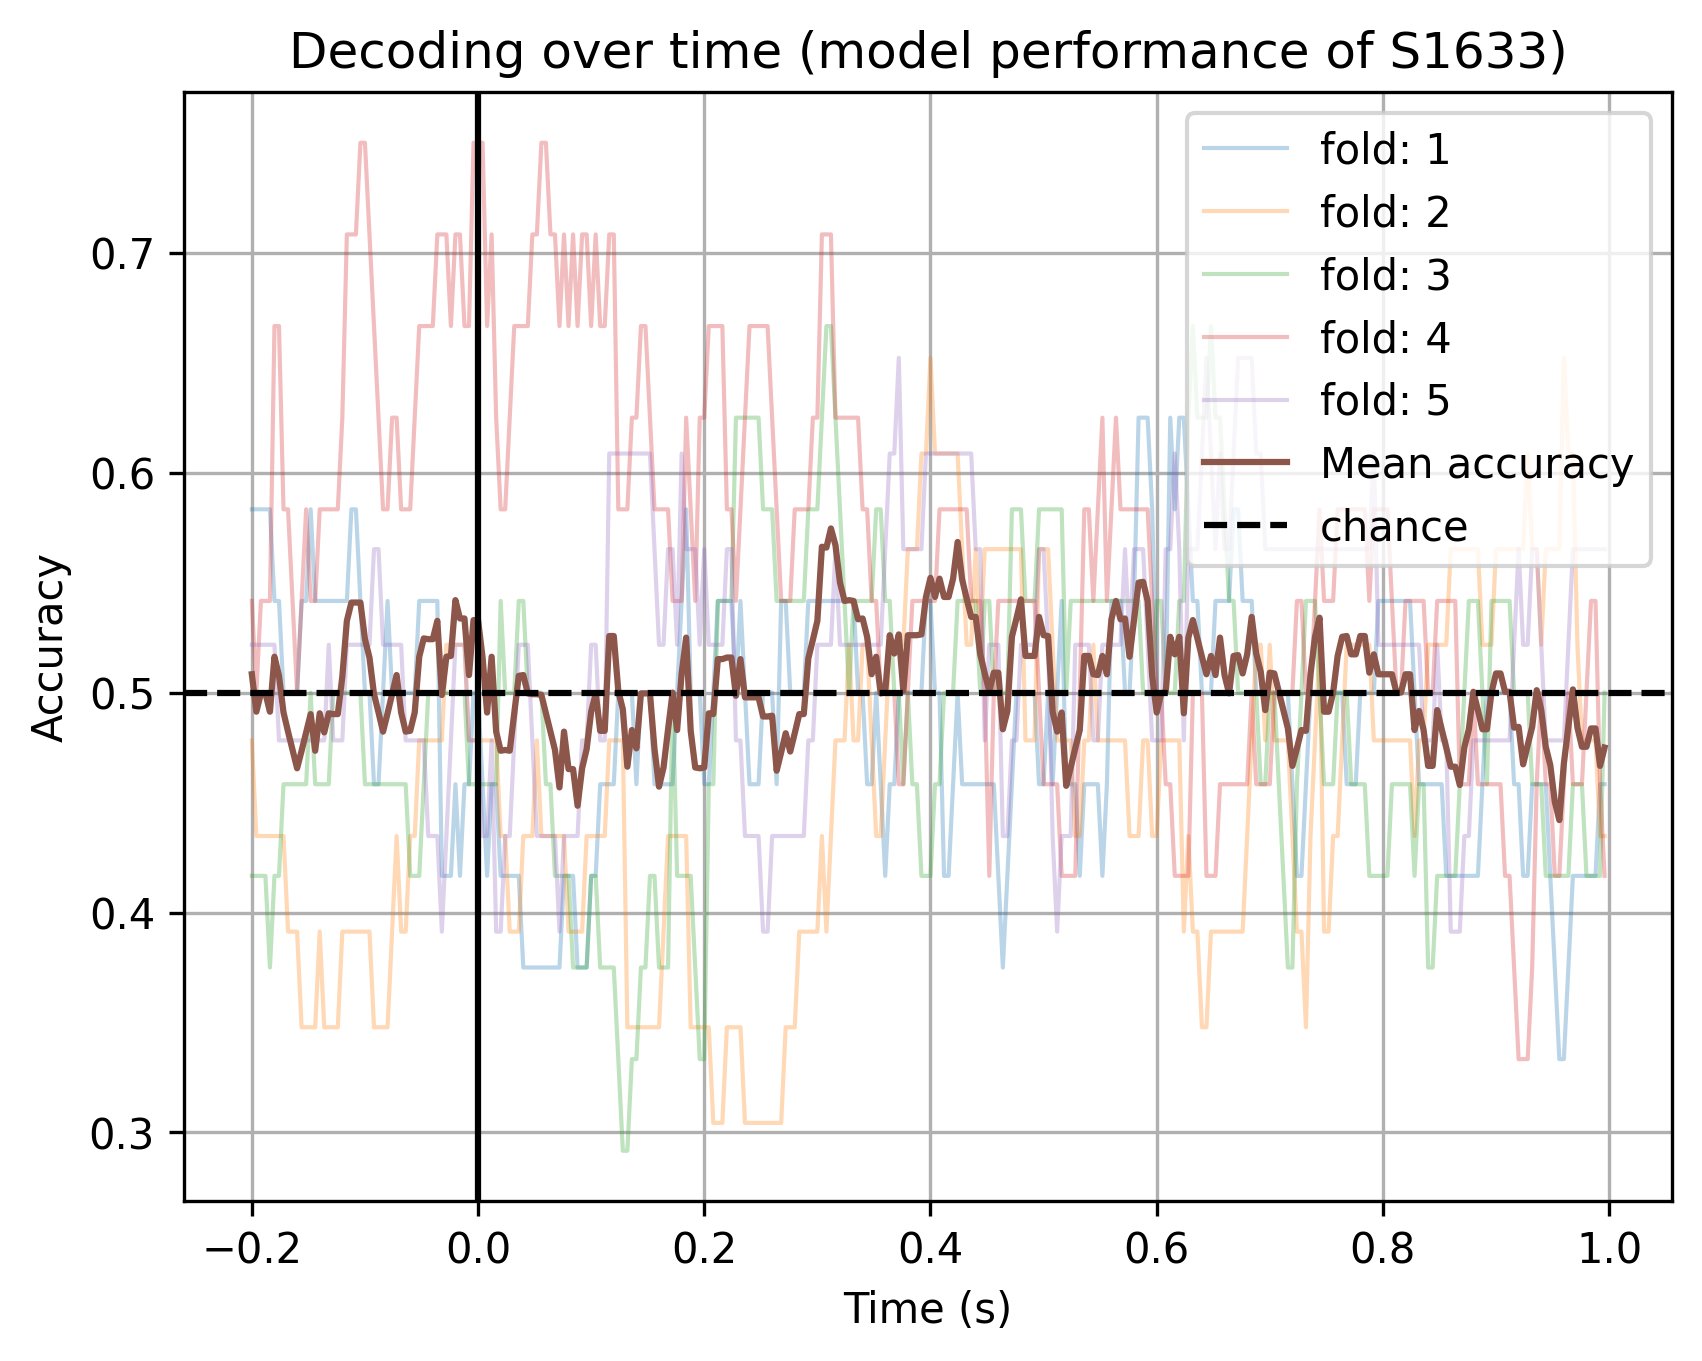 Decoding over time (model performance of S1633)
fold: 1
fold: 2
fold: 3
fold: 4
fold: 5
Mean accuracy
chance
Accuracy
0.7
0.6
0.5
0.4
0.3
−0.2 0.0 0.2 0.4 0.6 0.8 1.0
Time (s)